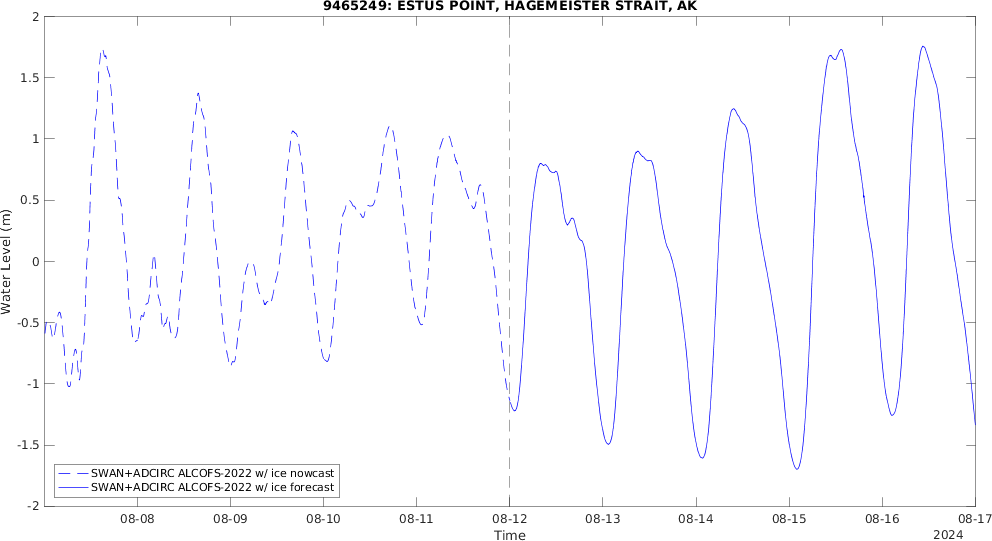 9465249: ESTUS POINT, HAGEMEISTER STRAIT, AK
2
1.5
1
0.5
0
-0.5
-1
-1.5
-2
Water Level (m)
SWAN+ADCIRC ALCOFS-2022 w/ ice nowcast
SWAN+ADCIRC ALCOFS-2022 w/ ice forecast
08-08 08-09 08-10 08-11 08-12 08-13 08-14 08-15 08-16 08-17
Time
2024